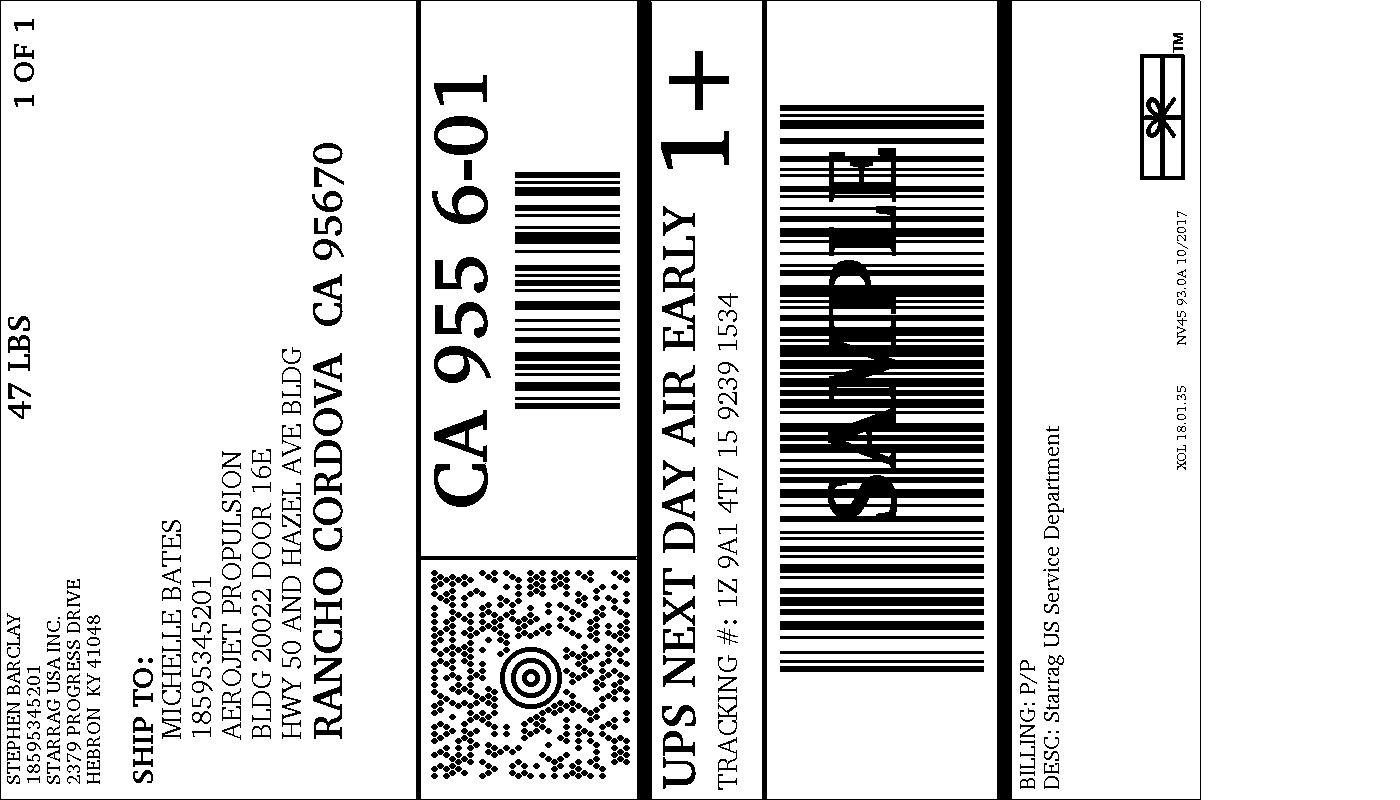 STEPHEN BARCLAY
18595345201
STARRAG USA INC.
2379 PROGRESS DRIVE
HEBRON KY 41048
47 LBS
1 OF 1
SHIP TO:
MICHELLE BATES
18595345201
AEROJET PROPULSION
BLDG 20022 DOOR 16E
HWY 50 AND HAZEL AVE BLDG
RANCHO CORDOVA CA 95670
CA 955 6-01
UPS NEXT DAY AIR EARLY
1+
TRACKING #: 1Z 9A1 4T7 15 9239 1534
SAMPLE
BILLING: P/P
DESC: Starrag US Service Department
XOL 18.01.35 NV45 93.0A 10/2017
TM